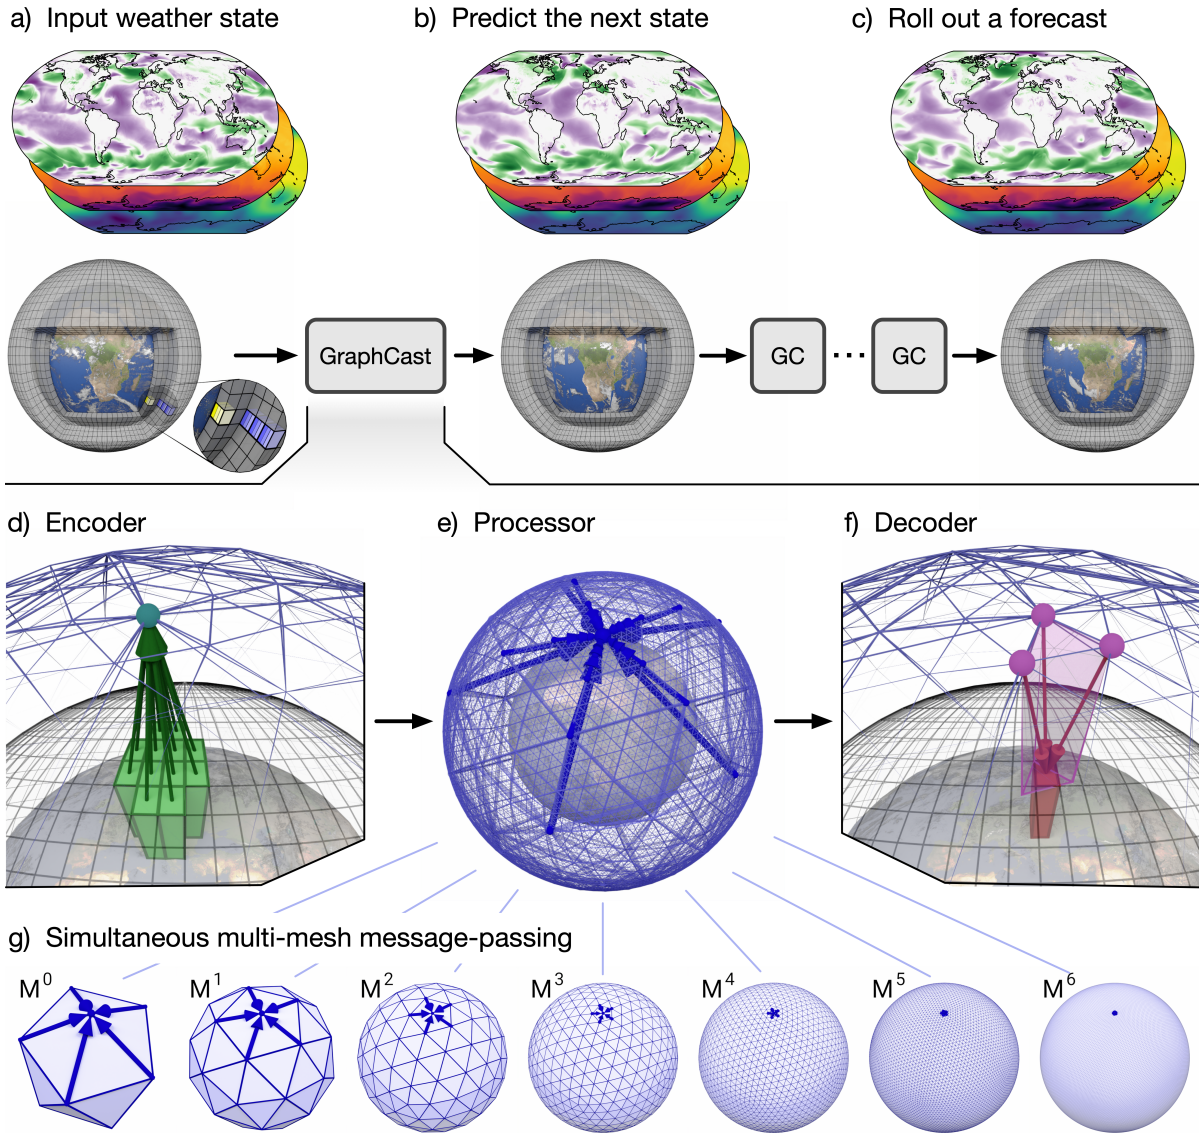 a) Input weather state
b) Predict the next state
c) Roll out a forecast
GraphCast
GC
...
GC
d) Encoder
e) Processor
f) Decoder
g) Simultaneous multi-mesh message-passing
M⁰
M¹
M²
M³
M⁴
M⁵
M⁶